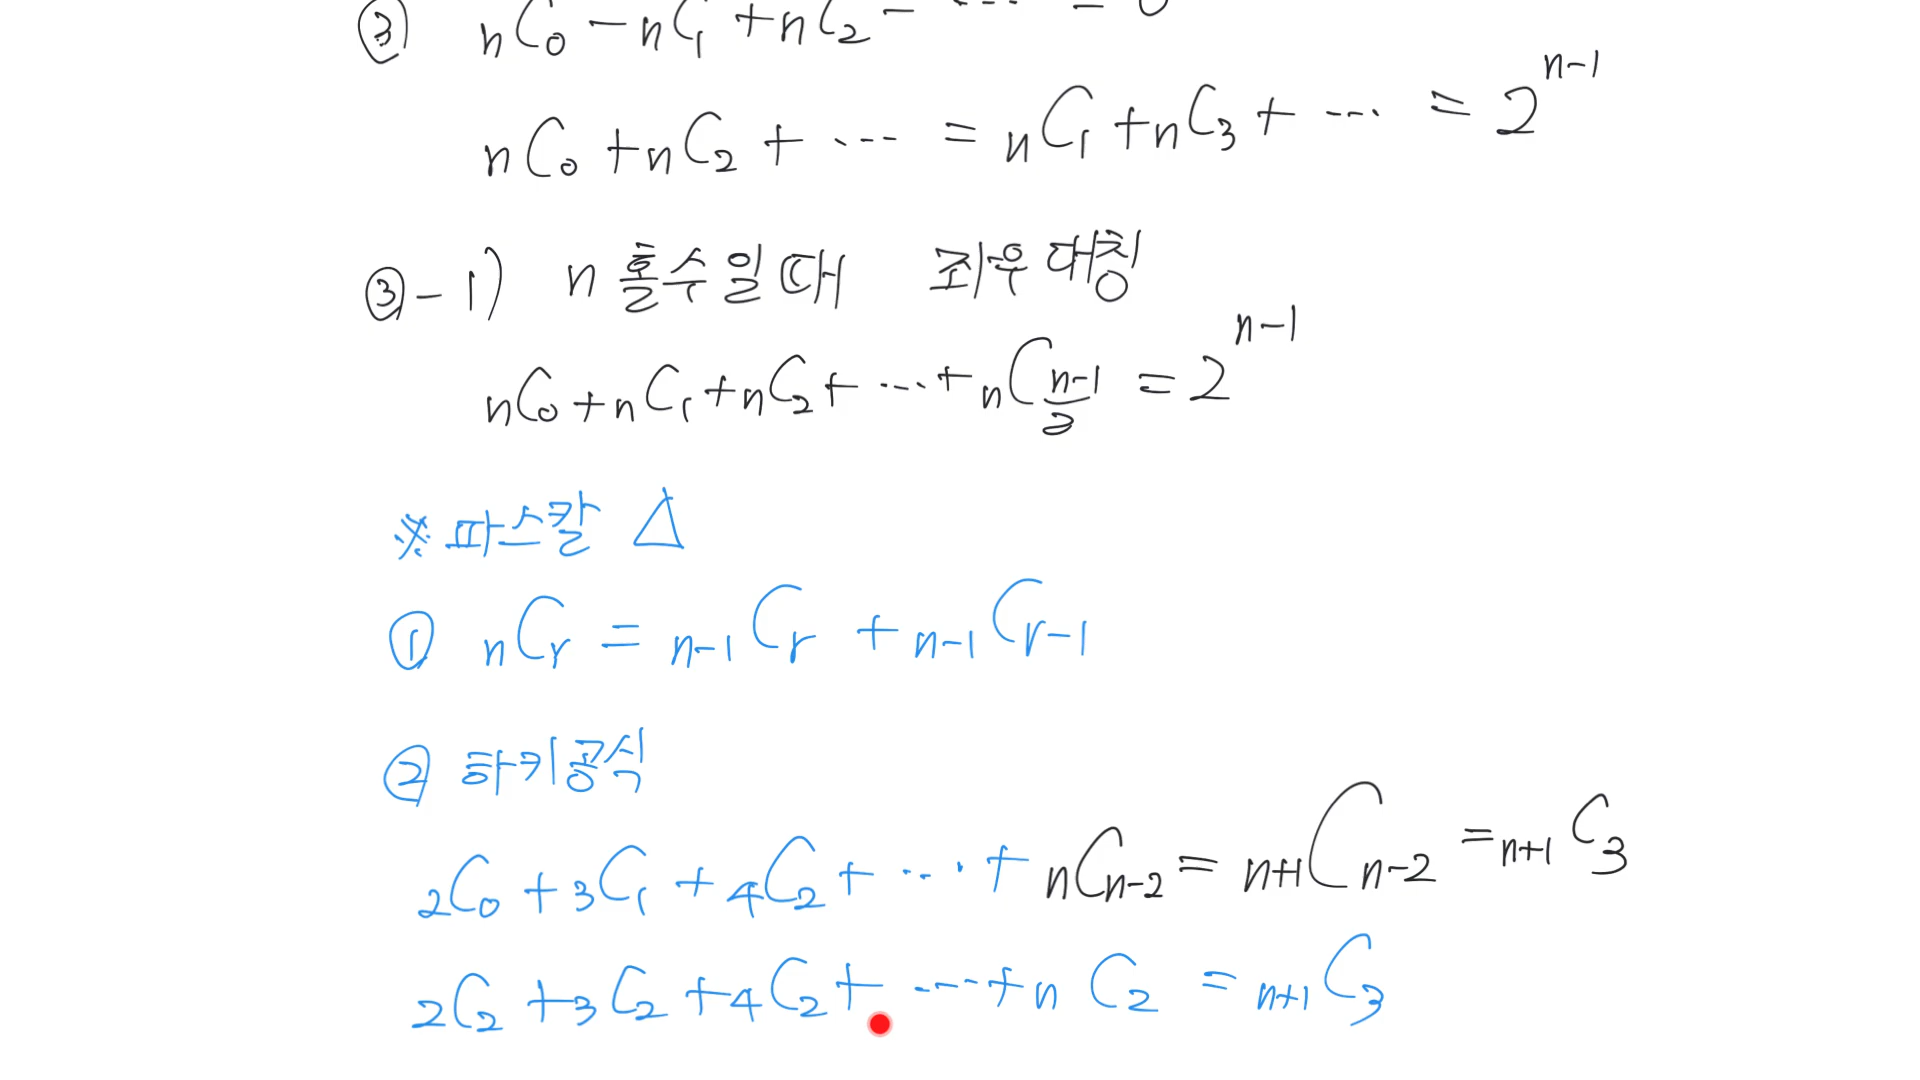 ③ nC₀ - nC₁ + nC₂ - ... = 0
nC₀ + nC₂ + ... = nC₁ + nC₃ + ... = 2^(n-1)
③-1) n 홀수일때 좌우대칭
nC₀ + nC₁ + nC₂ + ... + nC_((n-1)/2) = 2^(n-1)
※파스칼 △
① nCr = n-1Cr + n-1Cr-1
② 하키공식
₂C₀ + ₃C₁ + ₄C₂ + ... + nCn-2 = n+1Cn-2 = n+1C₃
₂C₂ + ₃C₂ + ₄C₂ + ... + nC₂ = n+1C₃